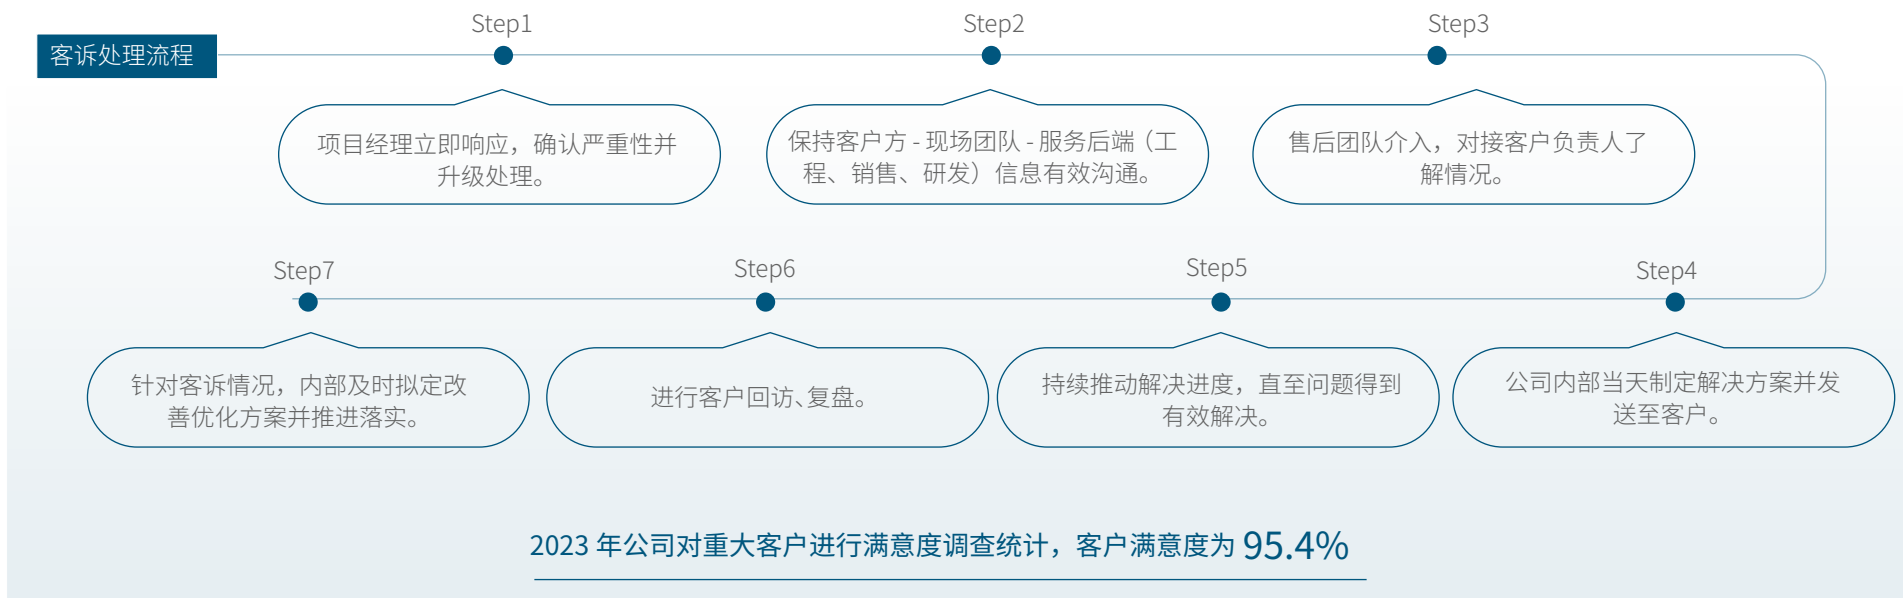 客诉处理流程
Step1
项目经理立即响应，确认严重性并
升级处理。
Step2
保持客户方 - 现场团队 - 服务后端（工
程、销售、研发）信息有效沟通。
Step3
售后团队介入，对接客户负责人了
解情况。
Step4
公司内部当天制定解决方案并发
送至客户。
Step5
持续推动解决进度，直至问题得到
有效解决。
Step6
进行客户回访、复盘。
Step7
针对客诉情况，内部及时拟定改
善优化方案并推进落实。
2023 年公司对重大客户进行满意度调查统计，客户满意度为 95.4%